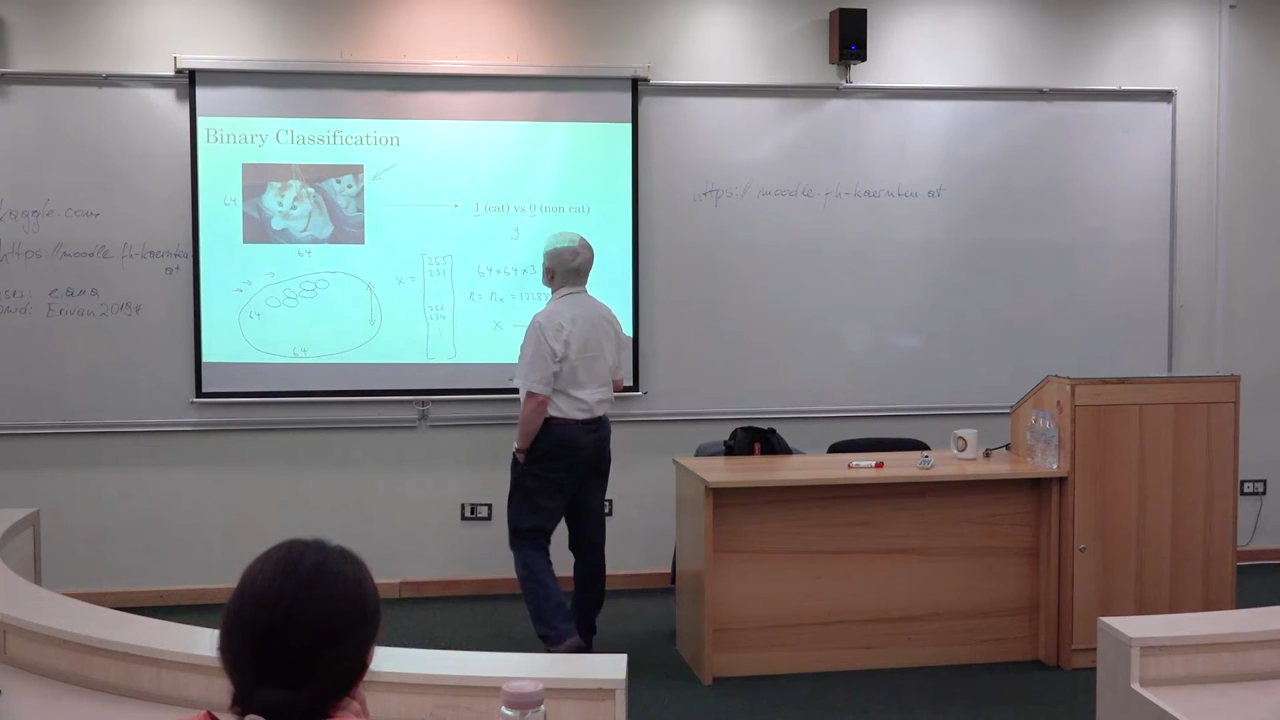 Binary Classification
64
64
1 (cat) vs 0 (non cat)
y
x =
255
231
255
134
64×64×3
n = nx = 1228
x
64
64
kaggle.com
https://moodle.fh-kaernten.at
Erivan2019#
https://moodle.fh-kaernten.at